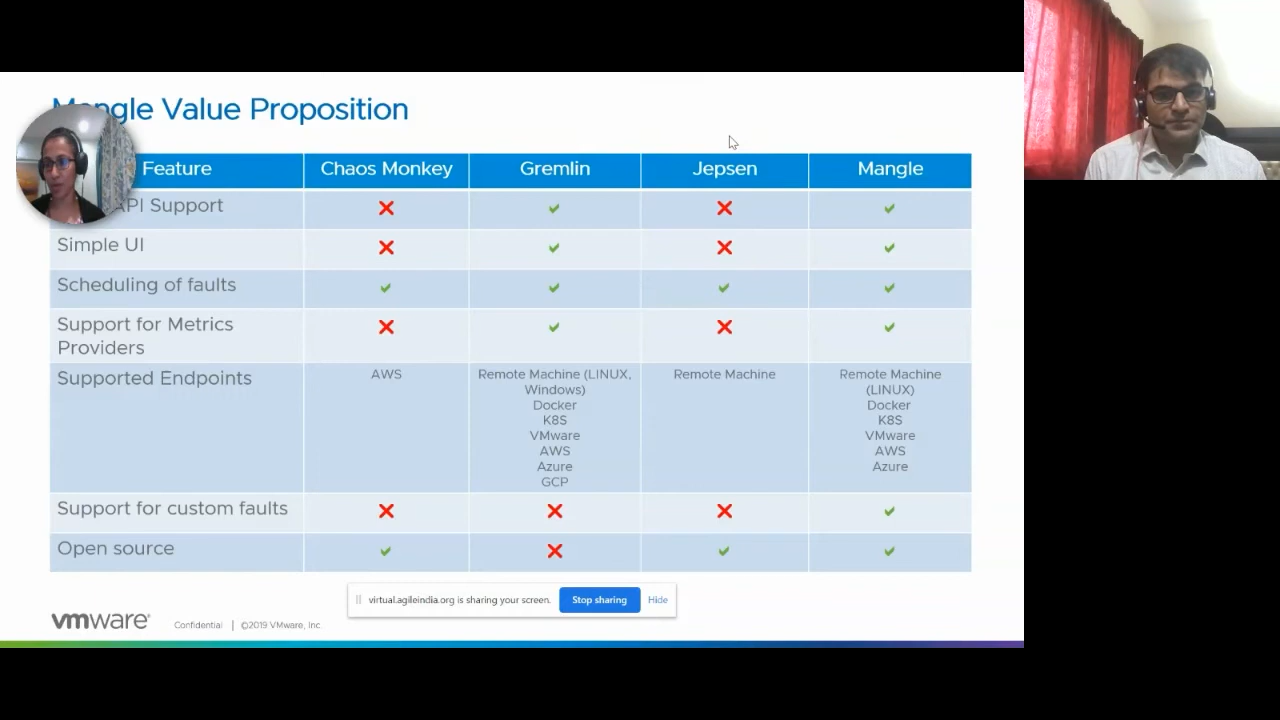 Mangle Value Proposition
Feature Chaos Monkey Gremlin Jepsen Mangle
API Support
Simple UI
Scheduling of faults
Support for Metrics
Providers
Supported Endpoints
AWS
Remote Machine (LINUX,
Windows)
Docker
K8S
VMware
AWS
Azure
GCP
Remote Machine
Remote Machine
(LINUX)
Docker
K8S
VMware
AWS
Azure
Support for custom faults
Open source
virtual.agileindia.org is sharing your screen. Stop sharing Hide
vmware® Confidential | ©2019 VMware, Inc.